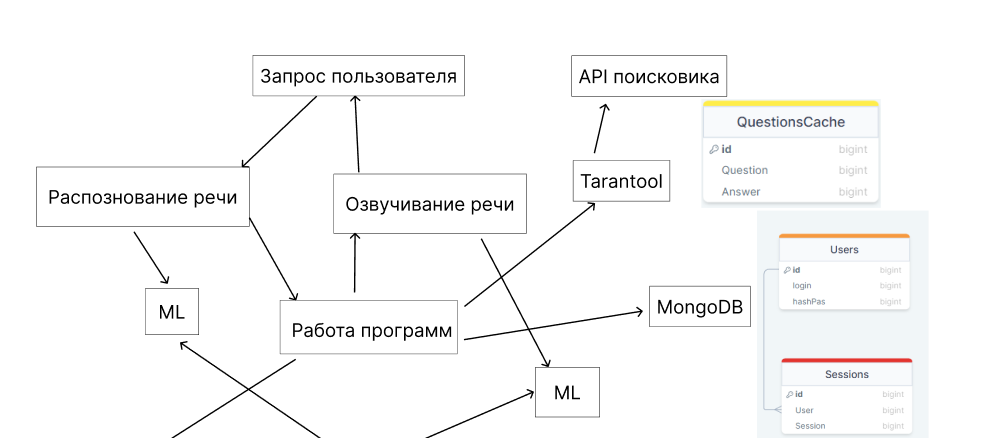 Запрос пользователя
API поисковика
QuestionsCache
id bigint
Question bigint
Answer bigint
Распознование речи
Озвучивание речи
Tarantool
Users
id bigint
login bigint
hashPas bigint
ML
Работа программ
MongoDB
ML
Sessions
id bigint
User bigint
Session bigint